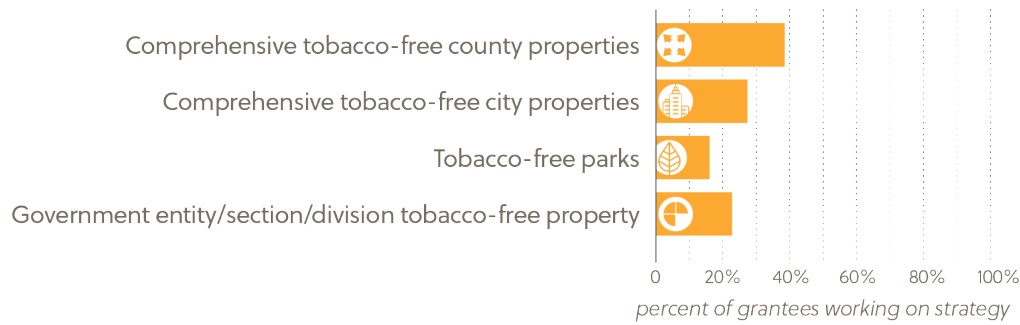 Comprehensive tobacco-free county properties
Comprehensive tobacco-free city properties
Tobacco-free parks
Government entity/section/division tobacco-free property
0 20% 40% 60% 80% 100%
percent of grantees working on strategy